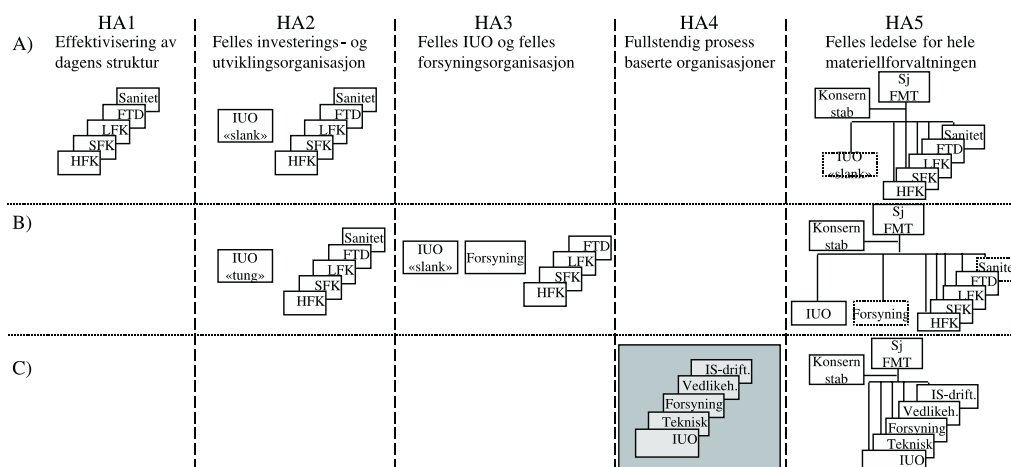 HA1
HA2
HA3
HA4
HA5
A)
Effektivisering av
dagens struktur
Felles investerings- og
utviklingsorganisasjon
Felles IUO og felles
forsyningsorganisasjon
Fullstendig prosess
baserte organisasjoner
Felles ledelse for hele
materiellforvaltningen
Sanitet
FTD
LFK
SFK
HFK
IUO
«slank»
Sanitet
FTD
LFK
SFK
HFK
Sj
FMT
Konsern
stab
IUO
«slank»
Sanitet
FTD
LFK
SFK
HFK
B)
IUO
«tung»
Sanitet
FTD
LFK
SFK
HFK
IUO
«slank»
Forsyning
FTD
LFK
SFK
HFK
Sj
FMT
Konsern
stab
IUO
Forsyning
Sanitet
FTD
LFK
SFK
HFK
C)
IS-drift.
Vedlikeh.
Forsyning
Teknisk
IUO
Sj
FMT
Konsern
stab
IS-drift.
Vedlikeh.
Forsyning
Teknisk
IUO